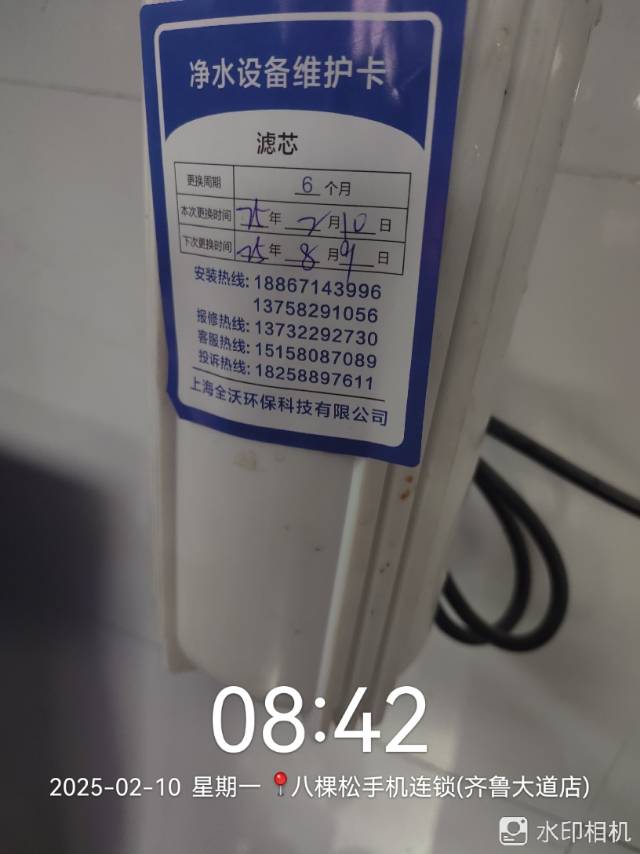 净水设备维护卡
滤芯
更换周期 6 个月
本次更换时间 25 年 2 月 10 日
下次更换时间 25 年 8 月 9 日
安装热线: 18867143996
13758291056
报修热线: 13732292730
客服热线: 15158087089
投诉热线: 18258897611
上海全沃环保科技有限公司
08:42
2025-02-10 星期一 八棵松手机连锁(齐鲁大道店)
水印相机